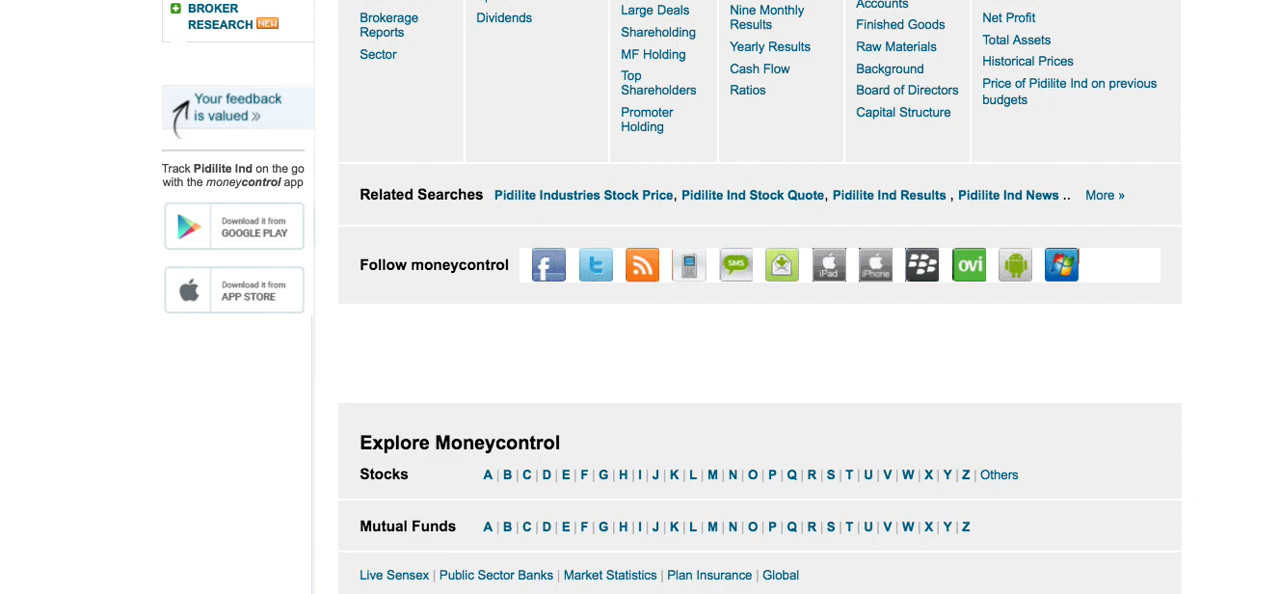 BROKER
RESEARCH NEW
Your feedback
is valued »
Track Pidilite Ind on the go
with the moneycontrol app
Download it from
GOOGLE PLAY
Download it from
APP STORE
Brokerage
Reports
Sector
Dividends
Large Deals
Shareholding
MF Holding
Top
Shareholders
Promoter
Holding
Nine Monthly
Results
Yearly Results
Cash Flow
Ratios
Accounts
Finished Goods
Raw Materials
Background
Board of Directors
Capital Structure
Net Profit
Total Assets
Historical Prices
Price of Pidilite Ind on previous
budgets
Related Searches Pidilite Industries Stock Price, Pidilite Ind Stock Quote, Pidilite Ind Results , Pidilite Ind News .. More »
Follow moneycontrol f t SMS iPad iPhone ovi
Explore Moneycontrol
Stocks A | B | C | D | E | F | G | H | I | J | K | L | M | N | O | P | Q | R | S | T | U | V | W | X | Y | Z | Others
Mutual Funds A | B | C | D | E | F | G | H | I | J | K | L | M | N | O | P | Q | R | S | T | U | V | W | X | Y | Z
Live Sensex | Public Sector Banks | Market Statistics | Plan Insurance | Global